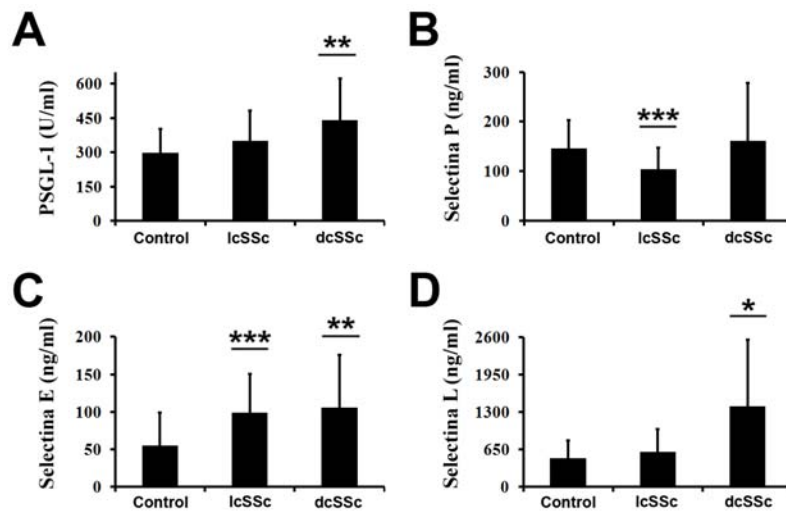 A
PSGL-1 (U/ml)
600
450
300
150
0
**
Control
lcSSc
dcSSc
B
Selectina P (ng/ml)
300
200
100
0
***
Control
lcSSc
dcSSc
C
Selectina E (ng/ml)
200
150
100
50
0
***
**
Control
lcSSc
dcSSc
D
Selectina L (ng/ml)
2600
1950
1300
650
0
*
Control
lcSSc
dcSSc